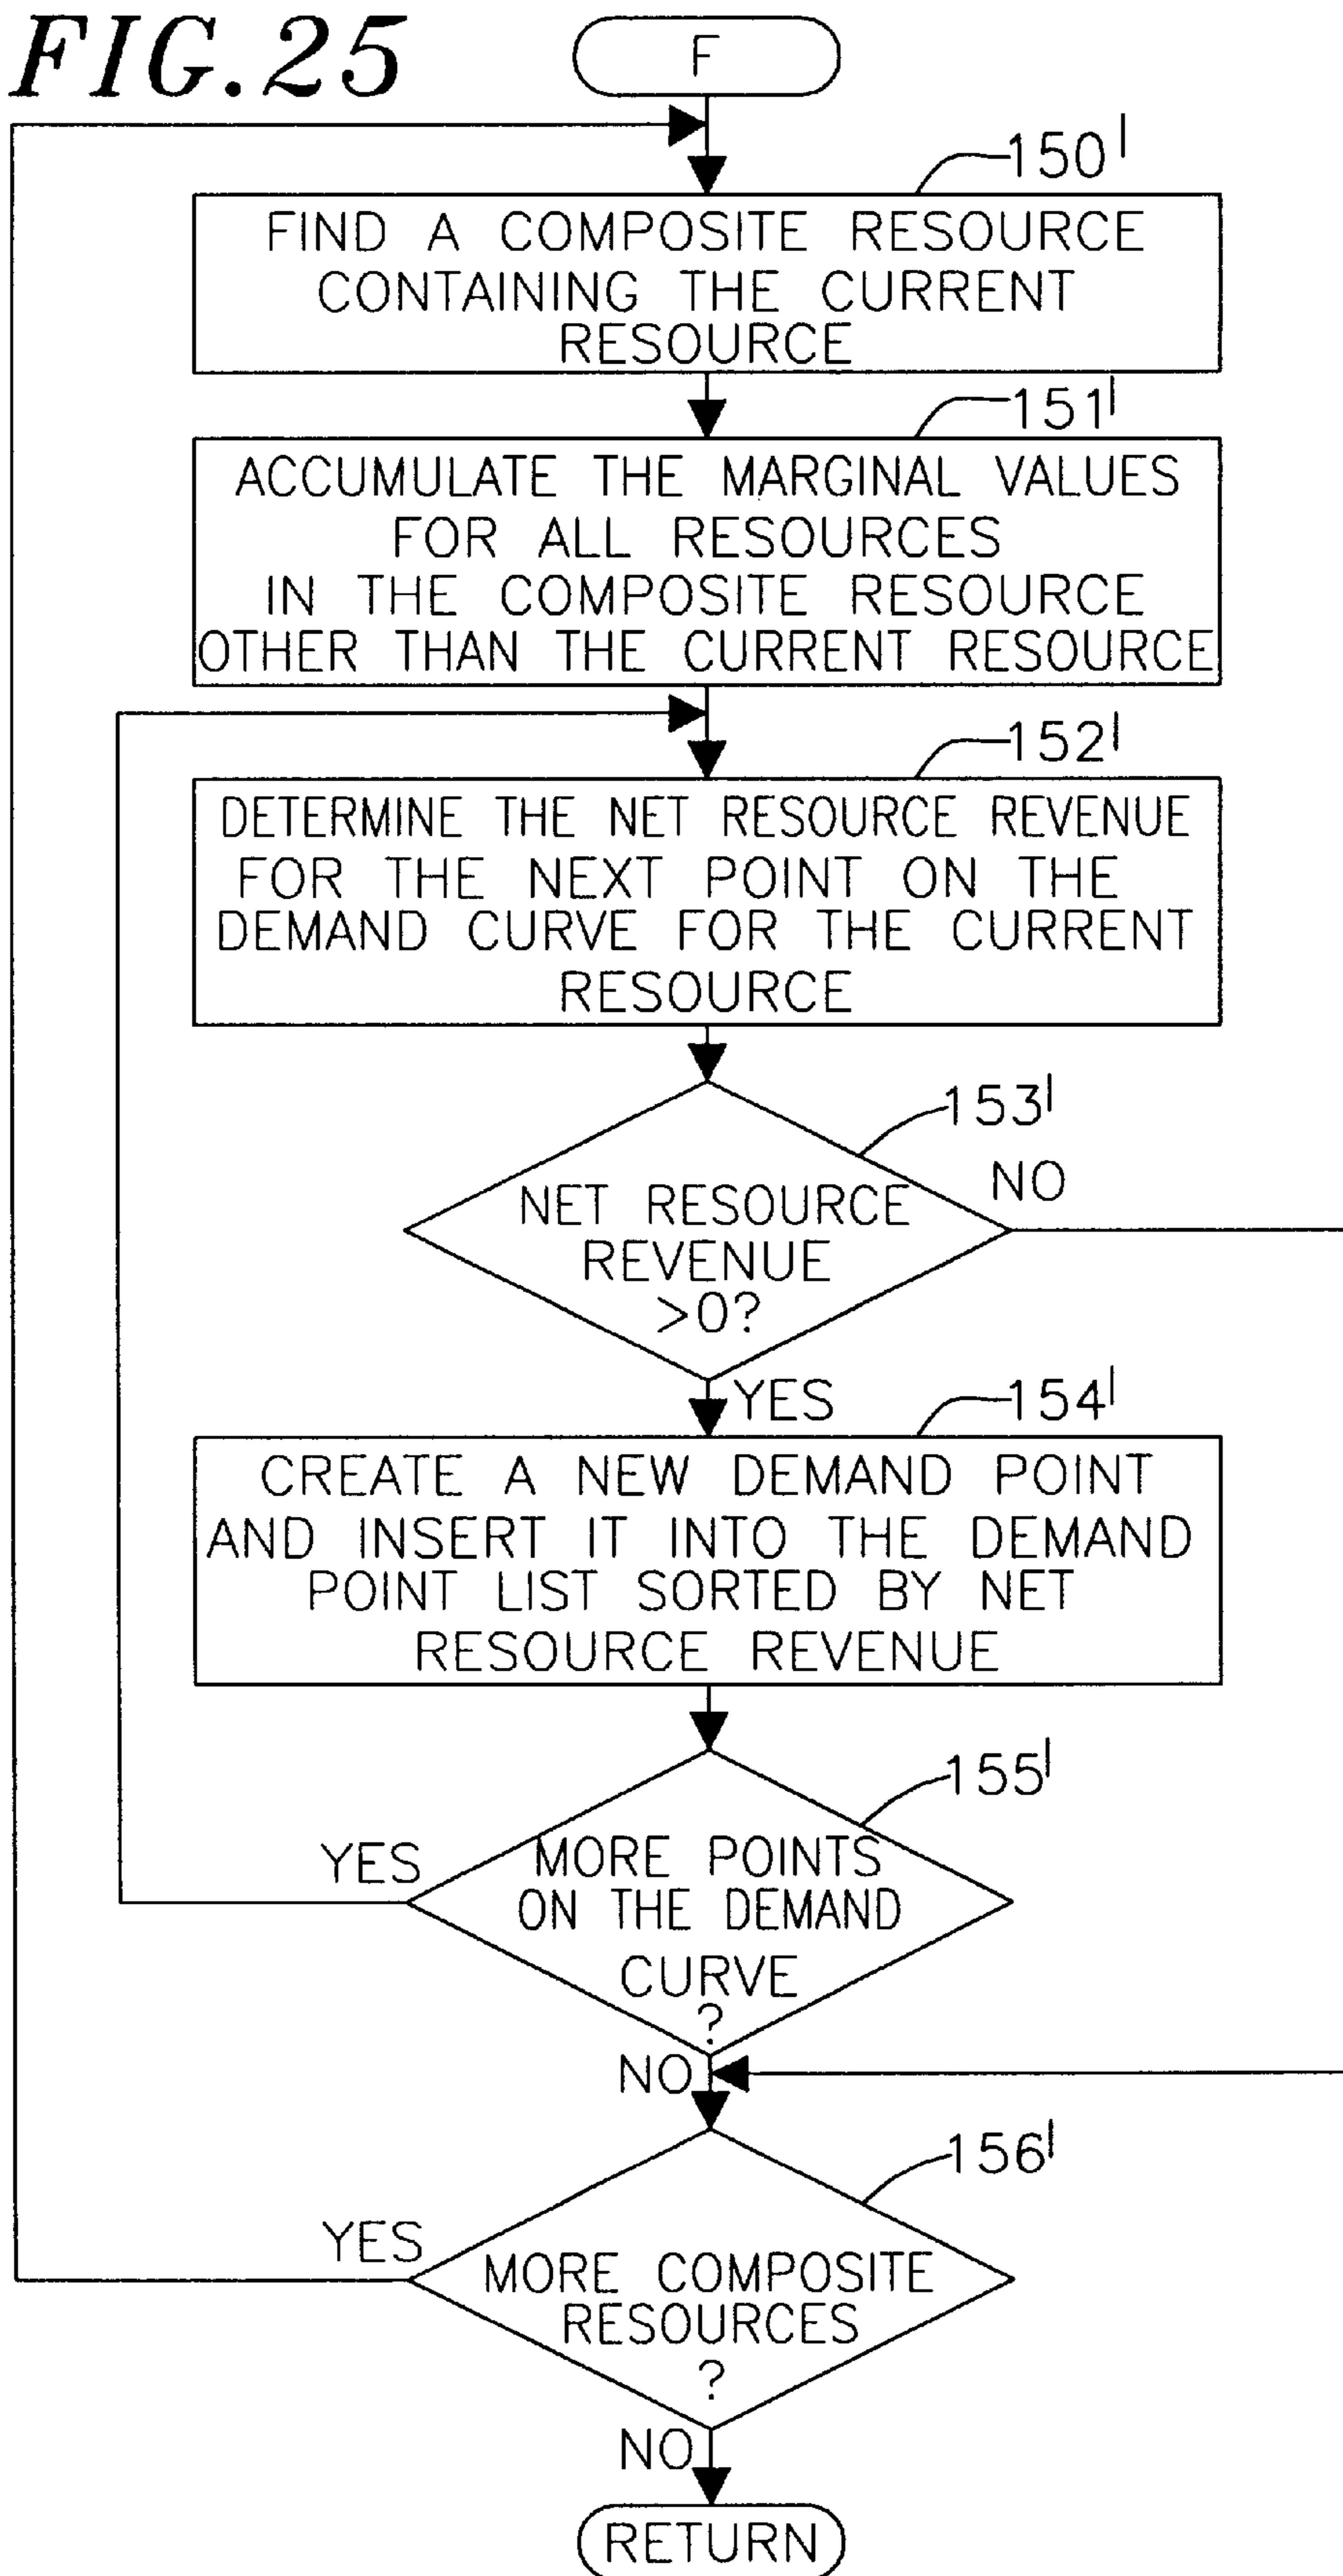 FIG.25
F
150'
FIND A COMPOSITE RESOURCE
CONTAINING THE CURRENT
RESOURCE
151'
ACCUMULATE THE MARGINAL VALUES
FOR ALL RESOURCES
IN THE COMPOSITE RESOURCE
OTHER THAN THE CURRENT RESOURCE
152'
DETERMINE THE NET RESOURCE REVENUE
FOR THE NEXT POINT ON THE
DEMAND CURVE FOR THE CURRENT
RESOURCE
153'
NO
NET RESOURCE
REVENUE
>0?
YES
154'
CREATE A NEW DEMAND POINT
AND INSERT IT INTO THE DEMAND
POINT LIST SORTED BY NET
RESOURCE REVENUE
155'
YES
MORE POINTS
ON THE DEMAND
CURVE
?
NO
156'
YES
MORE COMPOSITE
RESOURCES
?
NO
RETURN